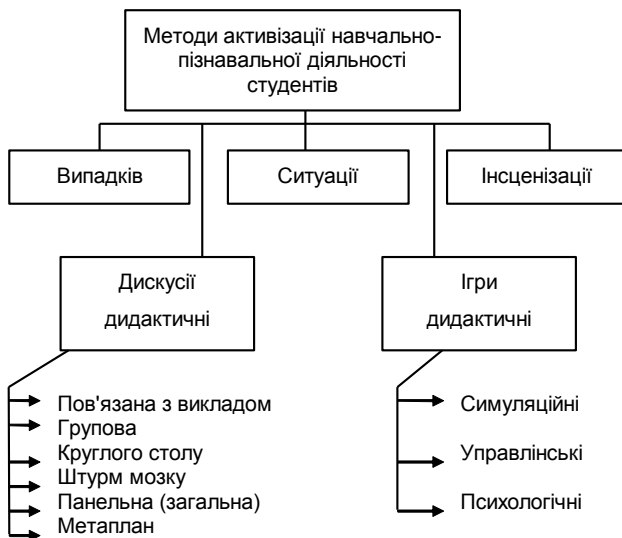 Методи активізації навчально-
пізнавальної діяльності
студентів
Випадків
Ситуації
Інсценізації
Дискусії
дидактичні
Ігри
дидактичні
Пов'язана з викладом
Групова
Круглого столу
Штурм мозку
Панельна (загальна)
Метаплан
Симуляційні
Управлінські
Психологічні